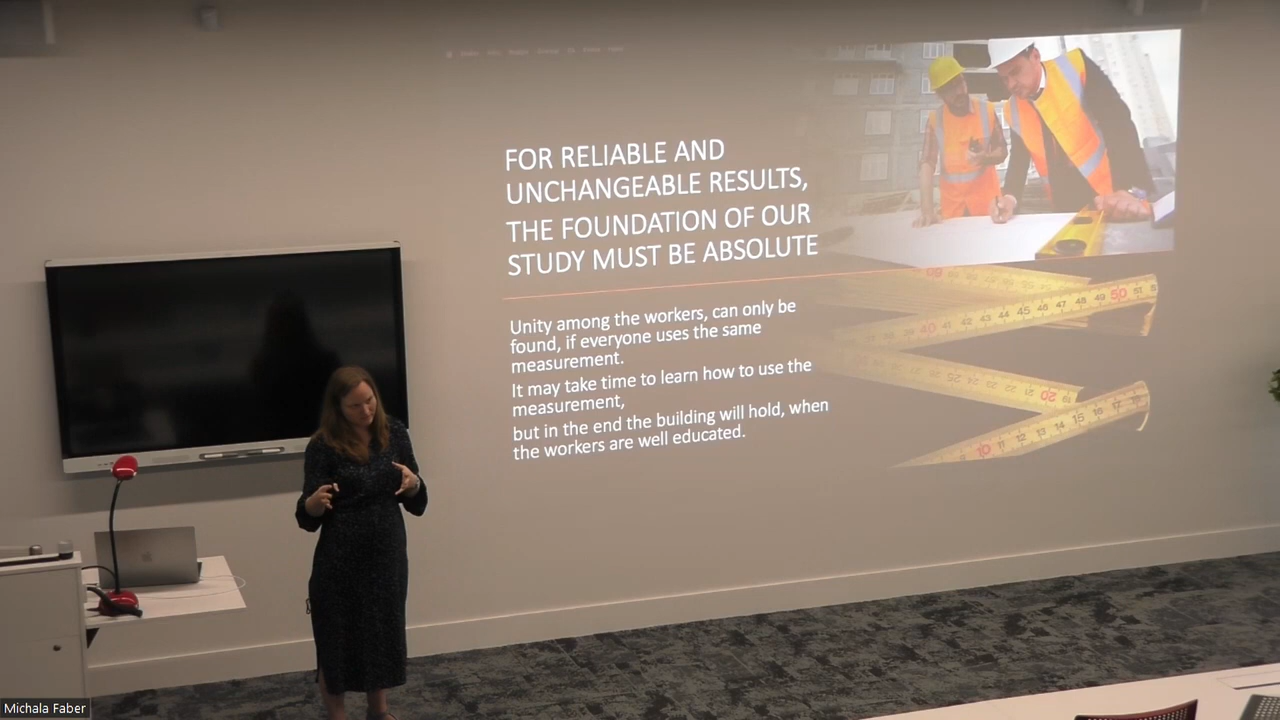 FOR RELIABLE AND
UNCHANGEABLE RESULTS,
THE FOUNDATION OF OUR
STUDY MUST BE ABSOLUTE
Unity among the workers, can only be
found, if everyone uses the same
measurement.
It may take time to learn how to use the
measurement,
but in the end the building will hold, when
the workers are well educated.
Michala Faber